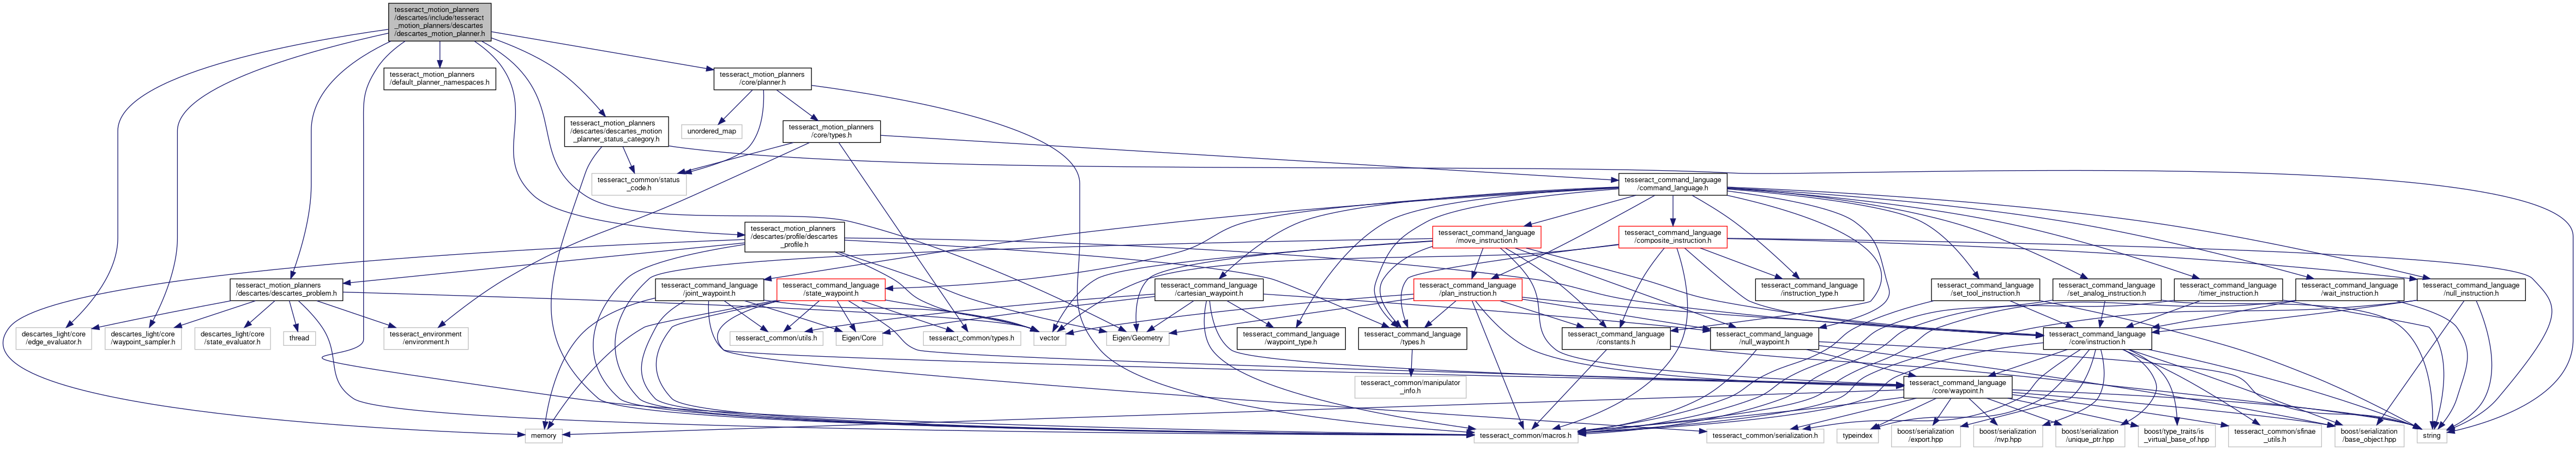 tesseract_motion_planners
/descartes/include/tesseract
_motion_planners/descartes
/descartes_motion_planner.h
tesseract_motion_planners
/default_planner_namespaces.h
tesseract_motion_planners
/core/planner.h
tesseract_motion_planners
/descartes/descartes_motion
_planner_status_category.h
unordered_map
tesseract_motion_planners
/core/types.h
tesseract_common/status
_code.h
tesseract_command_language
/command_language.h
tesseract_motion_planners
/descartes/profile/descartes
_profile.h
tesseract_command_language
/move_instruction.h
tesseract_command_language
/composite_instruction.h
tesseract_motion_planners
/descartes/descartes_problem.h
tesseract_command_language
/joint_waypoint.h
tesseract_command_language
/state_waypoint.h
tesseract_command_language
/cartesian_waypoint.h
tesseract_command_language
/plan_instruction.h
tesseract_command_language
/instruction_type.h
tesseract_command_language
/set_tool_instruction.h
tesseract_command_language
/set_analog_instruction.h
tesseract_command_language
/timer_instruction.h
tesseract_command_language
/wait_instruction.h
tesseract_command_language
/null_instruction.h
descartes_light/core
/edge_evaluator.h
descartes_light/core
/waypoint_sampler.h
descartes_light/core
/state_evaluator.h
thread
tesseract_environment
/environment.h
tesseract_common/utils.h
Eigen/Core
tesseract_common/types.h
vector
Eigen/Geometry
tesseract_command_language
/waypoint_type.h
tesseract_command_language
/types.h
tesseract_command_language
/constants.h
tesseract_command_language
/null_waypoint.h
tesseract_command_language
/core/instruction.h
tesseract_common/manipulator
_info.h
tesseract_command_language
/core/waypoint.h
memory
tesseract_common/macros.h
tesseract_common/serialization.h
typeindex
boost/serialization
/export.hpp
boost/serialization
/nvp.hpp
boost/serialization
/unique_ptr.hpp
boost/type_traits/is
_virtual_base_of.hpp
tesseract_common/sfinae
_utils.h
boost/serialization
/base_object.hpp
string